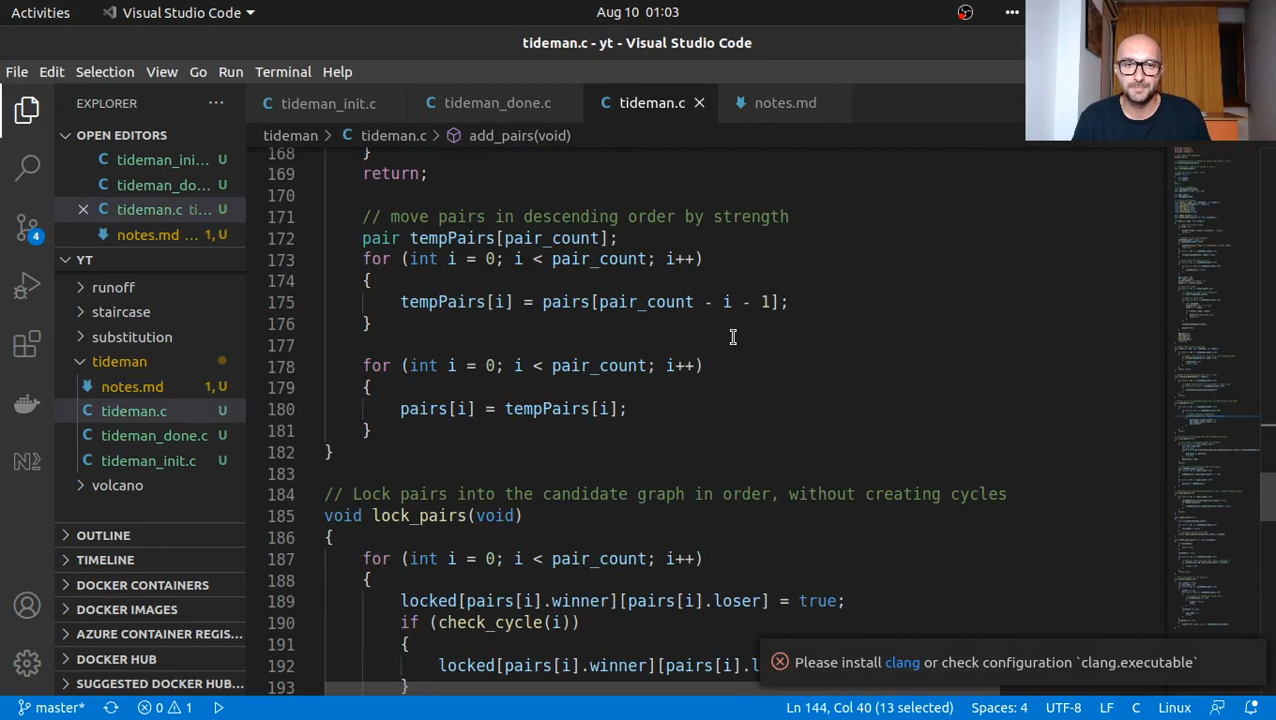 Activities
Visual Studio Code
Aug 10 01:03
tideman.c - yt - Visual Studio Code
File Edit Selection View Go Run Terminal Help
EXPLORER
tideman_init.c
tideman_done.c
tideman.c
notes.md
tideman > tideman.c > add_pairs(void)
OPEN EDITORS
tideman_ini... U
tideman_do... U
tideman.c ti... U
notes.md ... 1, U
YT
runoff
staircase
substitution
tideman
notes.md 1, U
tideman.c U
tideman_done.c U
tideman_init.c U
volcano
OUTLINE
TIMELINE
DOCKER CONTAINERS
DOCKER IMAGES
AZURE CONTAINER REGIS...
DOCKER HUB
SUGGESTED DOCKER HUB...
4
168 }
169 return;
170
171 // move pairs in descending order by strength
172 pair tempPairs[pair_count];
173 for (int i = 0; i < pair_count; i++)
174 {
175 tempPairs[i] = pairs[pair_count - i - 1];
176 }
177
178 for (int i = 0; i < pair_count; i++)
179 {
180 pairs[i] = tempPairs[i];
181 }
182 }
183
184 // Lock pairs into the candidate graph in order, without creating cycles
185 void lock_pairs(void)
186 {
187 for (int i = 0; i < pair_count; i++)
188 {
189 locked[pairs[i].winner][pairs[i].loser] = true;
190 if (check_cycle(i))
191 {
192 locked[pairs[i].winner][pairs[i].l
193 }
Please install clang or check configuration `clang.executable`
master* 0 1 Ln 144, Col 40 (13 selected) Spaces: 4 UTF-8 LF C Linux